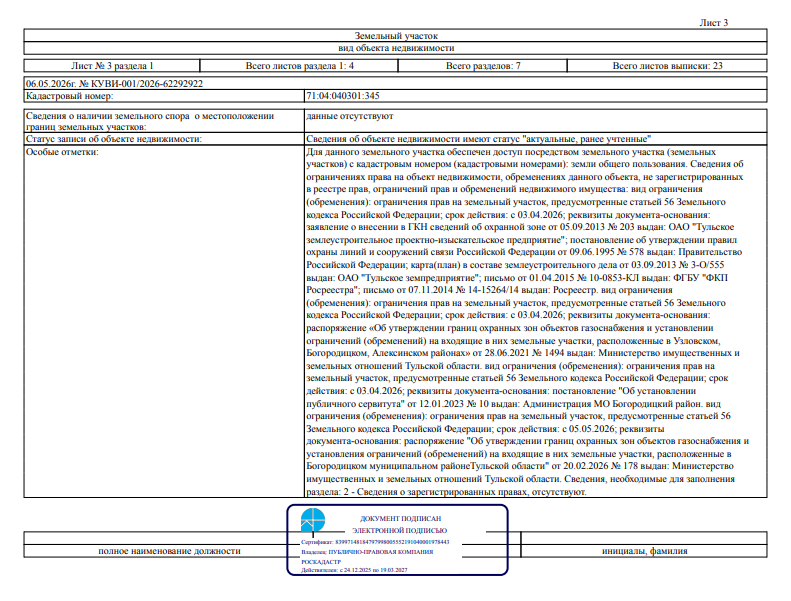 Лист 3
Земельный участок
вид объекта недвижимости
Лист № 3 раздела 1
Всего листов раздела 1: 4
Всего разделов: 7
Всего листов выписки: 23
06.05.2026г. № КУВИ-001/2026-62292922
Кадастровый номер:
71:04:040301:345
Сведения о наличии земельного спора о местоположении
границ земельных участков:
данные отсутствуют
Статус записи об объекте недвижимости:
Сведения об объекте недвижимости имеют статус "актуальные, ранее учтенные"
Особые отметки:
Для данного земельного участка обеспечен доступ посредством земельного участка (земельных
участков) с кадастровым номером (кадастровыми номерами): земли общего пользования. Сведения об
ограничениях права на объект недвижимости, обременениях данного объекта, не зарегистрированных
в реестре прав, ограничений прав и обременений недвижимого имущества: вид ограничения
(обременения): ограничения прав на земельный участок, предусмотренные статьей 56 Земельного
кодекса Российской Федерации; срок действия: с 03.04.2026; реквизиты документа-основания:
заявление о внесении в ГКН сведений об охранной зоне от 05.09.2013 № 203 выдан: ОАО "Тульское
землеустроительное проектно-изыскательское предприятие"; постановление об утверждении правил
охраны линий и сооружений связи Российской Федерации от 09.06.1995 № 578 выдан: Правительство
Российской Федерации; карта(план) в составе землеустроительного дела от 03.09.2013 № 3-О/555
выдан: ОАО "Тульское земпредприятие"; письмо от 01.04.2015 № 10-0853-КЛ выдан: ФГБУ "ФКП
Росреестра"; письмо от 07.11.2014 № 14-15264/14 выдан: Росреестр. вид ограничения
(обременения): ограничения прав на земельный участок, предусмотренные статьей 56 Земельного
кодекса Российской Федерации; срок действия: с 03.04.2026; реквизиты документа-основания:
распоряжение «Об утверждении границ охранных зон объектов газоснабжения и установлении
ограничений (обременений) на входящие в них земельные участки, расположенные в Узловском,
Богородицком, Алексинском районах» от 28.06.2021 № 1494 выдан: Министерство имущественных и
земельных отношений Тульской области. вид ограничения (обременения): ограничения прав на
земельный участок, предусмотренные статьей 56 Земельного кодекса Российской Федерации; срок
действия: с 03.04.2026; реквизиты документа-основания: постановление "Об установлении
публичного сервитута" от 12.01.2023 № 10 выдан: Администрация МО Богородицкий район. вид
ограничения (обременения): ограничения прав на земельный участок, предусмотренные статьей 56
Земельного кодекса Российской Федерации; срок действия: с 05.05.2026; реквизиты
документа-основания: распоряжение "Об утверждении границ охранных зон объектов газоснабжения и
установления ограничений (обременений) на входящие в них земельные участки, расположенные в
Богородицком муниципальном районеТульской области" от 20.02.2026 № 178 выдан: Министерство
имущественных и земельных отношений Тульской области. Сведения, необходимые для заполнения
раздела: 2 - Сведения о зарегистрированных правах, отсутствуют.
ДОКУМЕНТ ПОДПИСАН
ЭЛЕКТРОННОЙ ПОДПИСЬЮ
Сертификат:
Владелец: ПУБЛИЧНО-ПРАВОВАЯ КОМПАНИЯ
РОСКАДАСТР
Действителен: с 24.12.2025 по 19.03.2027
полное наименование должности
инициалы, фамилия